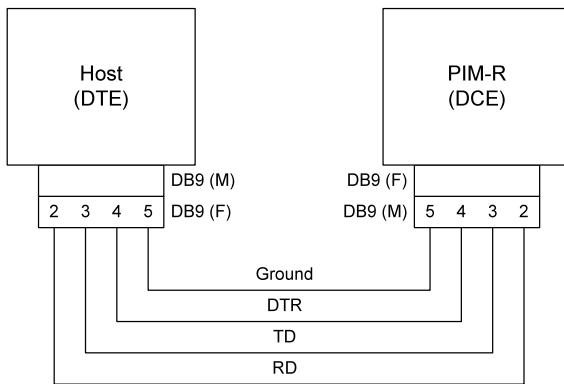 Host
(DTE)
PIM-R
(DCE)
DB9 (M)
DB9 (F)
DB9 (F)
DB9 (M)
2 3 4 5
5 4 3 2
Ground
DTR
TD
RD